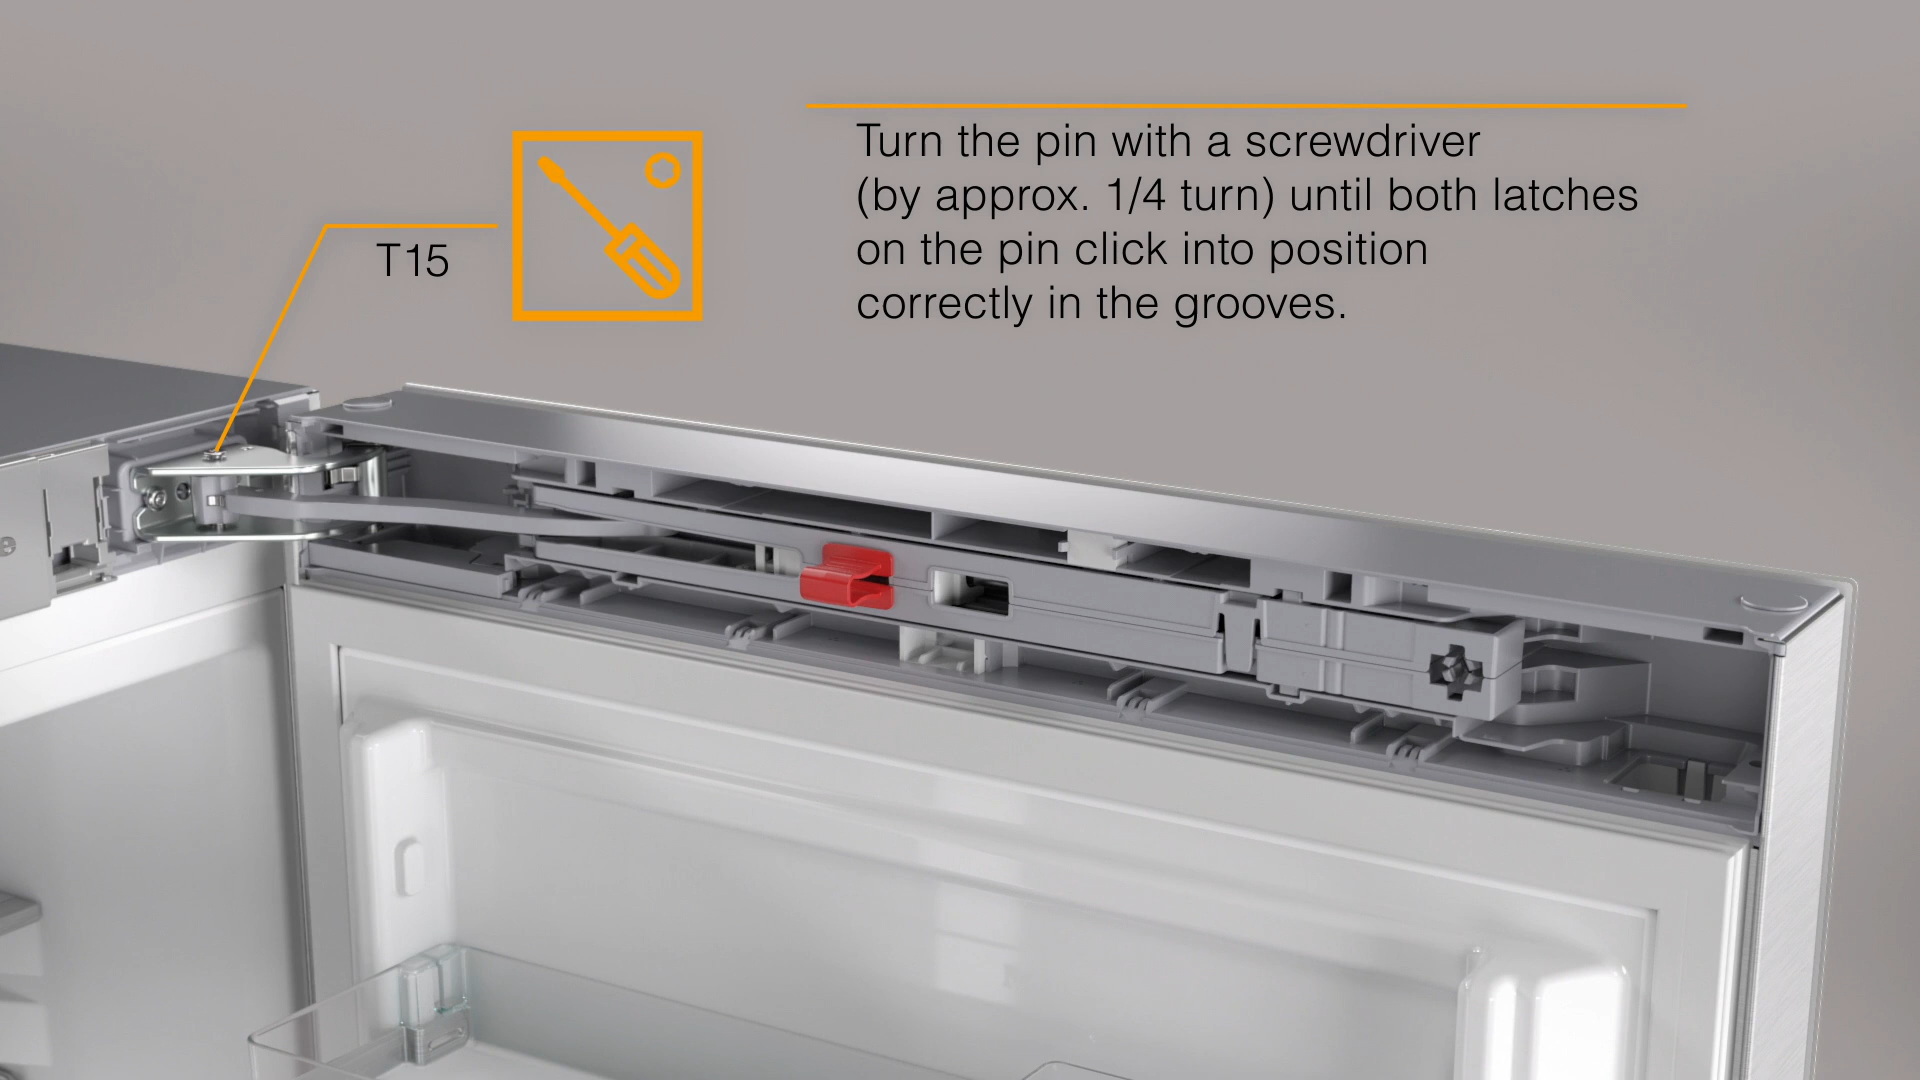 Turn the pin with a screwdriver
(by approx. 1/4 turn) until both latches
on the pin click into position
correctly in the grooves.
T15